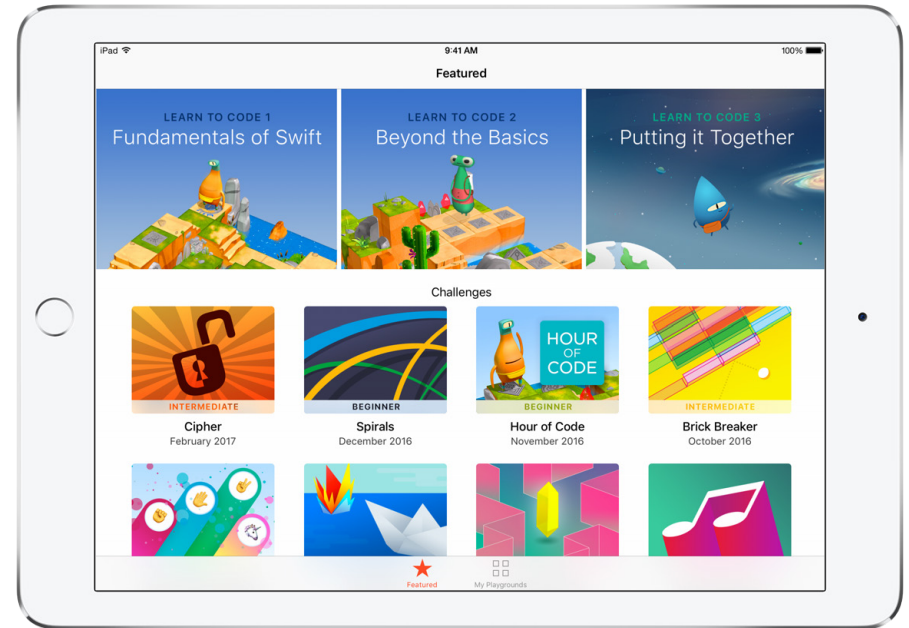 iPad
9:41 AM
100%
Featured
LEARN TO CODE 1
Fundamentals of Swift
LEARN TO CODE 2
Beyond the Basics
LEARN TO CODE 3
Putting it Together
Challenges
INTERMEDIATE
Cipher
February 2017
BEGINNER
Spirals
December 2016
HOUR
OF
CODE
BEGINNER
Hour of Code
November 2016
INTERMEDIATE
Brick Breaker
October 2016
Featured
My Playgrounds